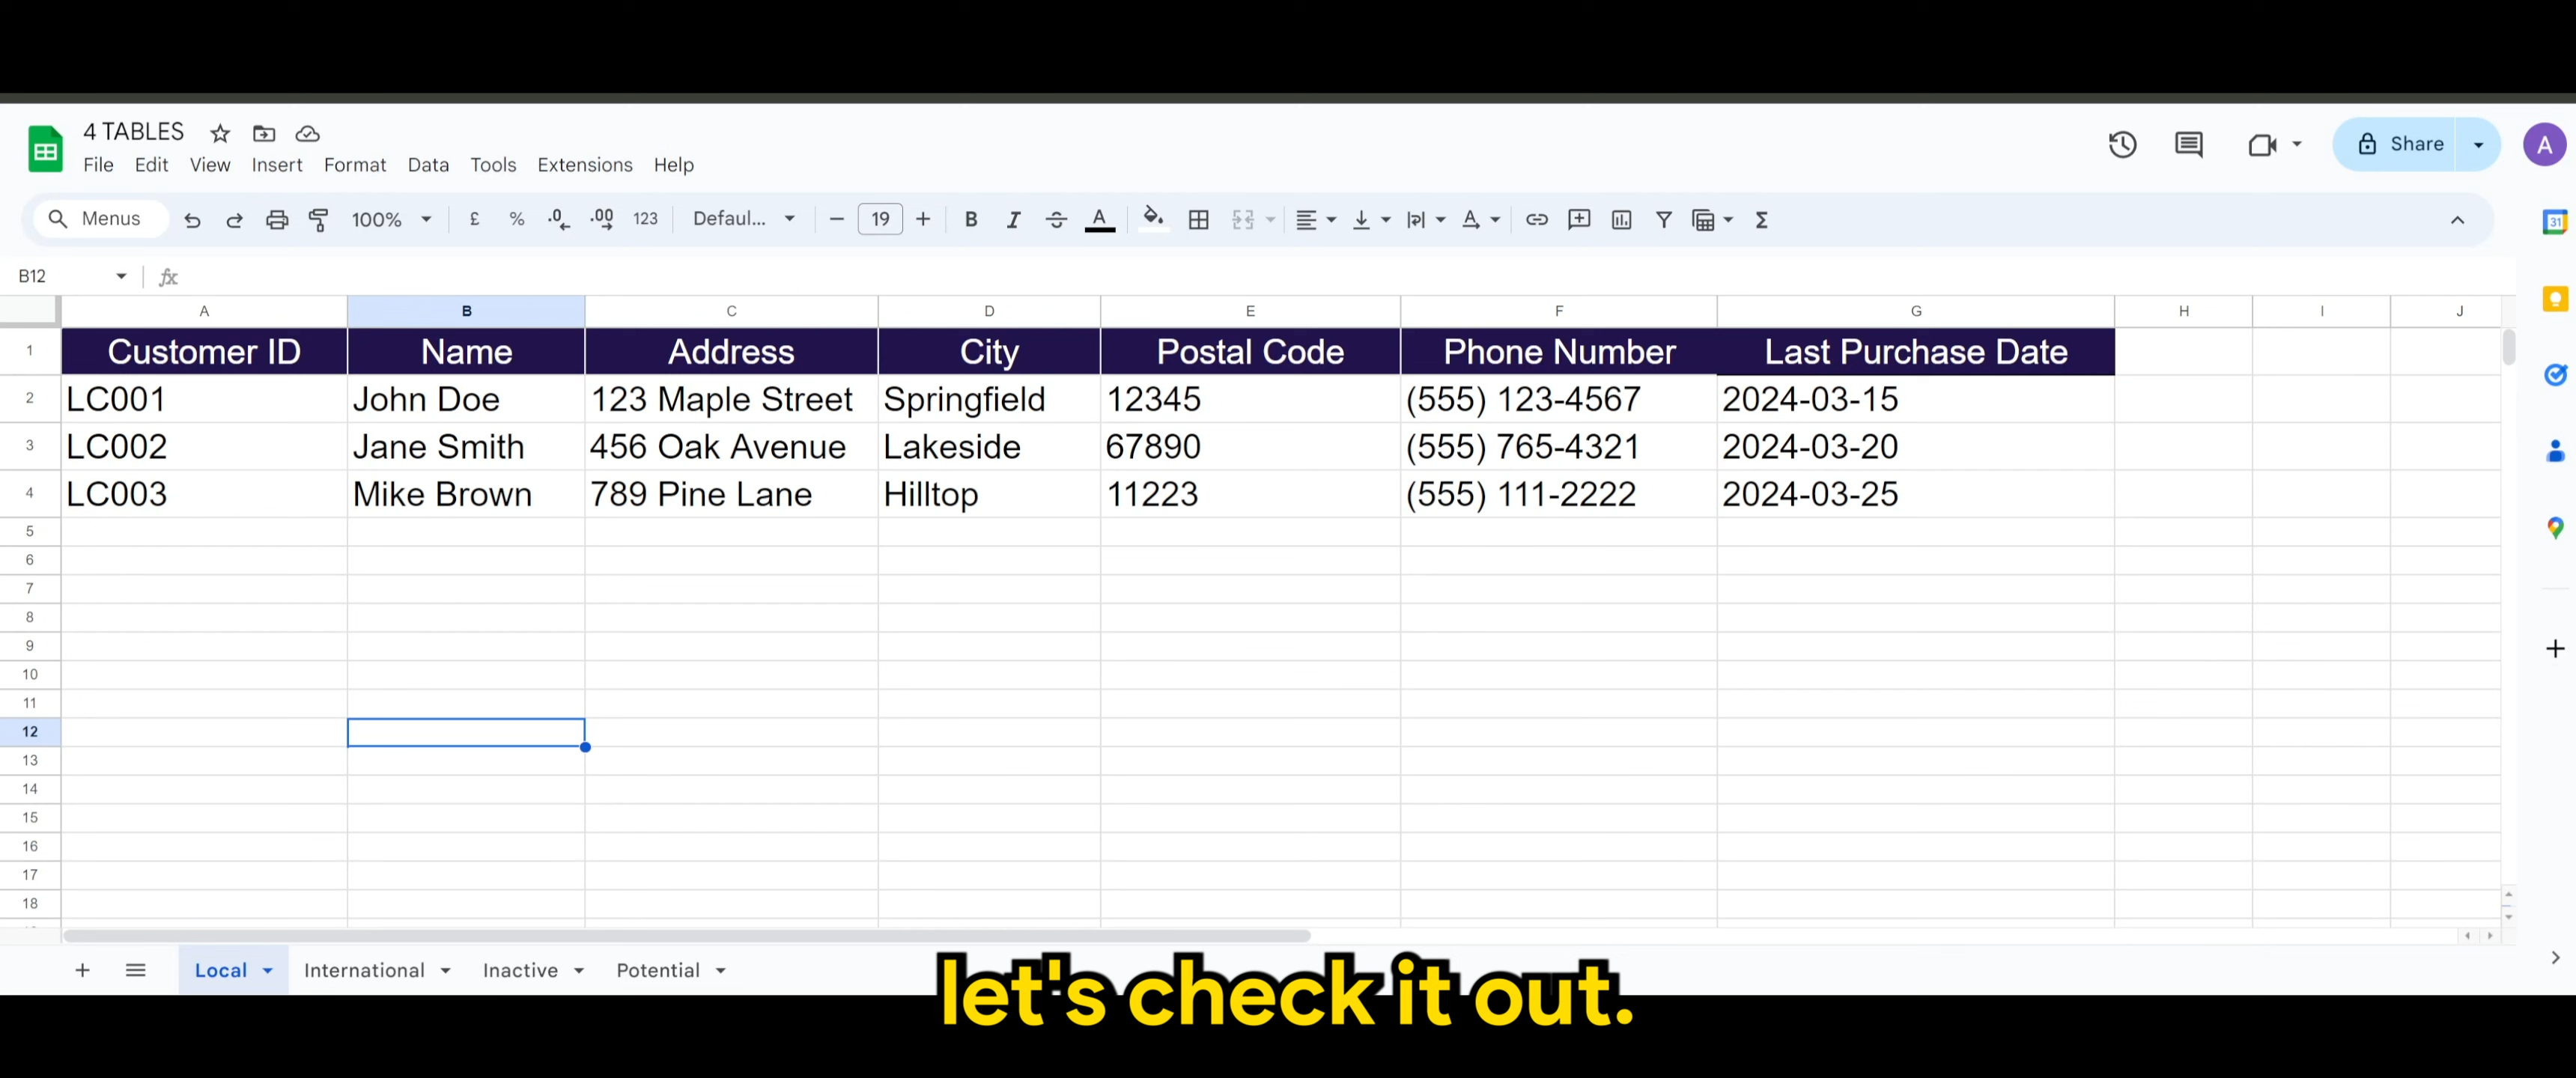 4 TABLES
File Edit View Insert Format Data Tools Extensions Help
Share
A
Menus 100% £ % .0 .00 123 Defaul... 19 B I A A Σ
31
B12 fx
A B C D E F G H I J
1 Customer ID Name Address City Postal Code Phone Number Last Purchase Date
2 LC001 John Doe 123 Maple Street Springfield 12345 (555) 123-4567 2024-03-15
3 LC002 Jane Smith 456 Oak Avenue Lakeside 67890 (555) 765-4321 2024-03-20
4 LC003 Mike Brown 789 Pine Lane Hilltop 11223 (555) 111-2222 2024-03-25
5
6
7
8
9
10
11
12
13
14
15
16
17
18
Local International Inactive Potential
let's check it out.